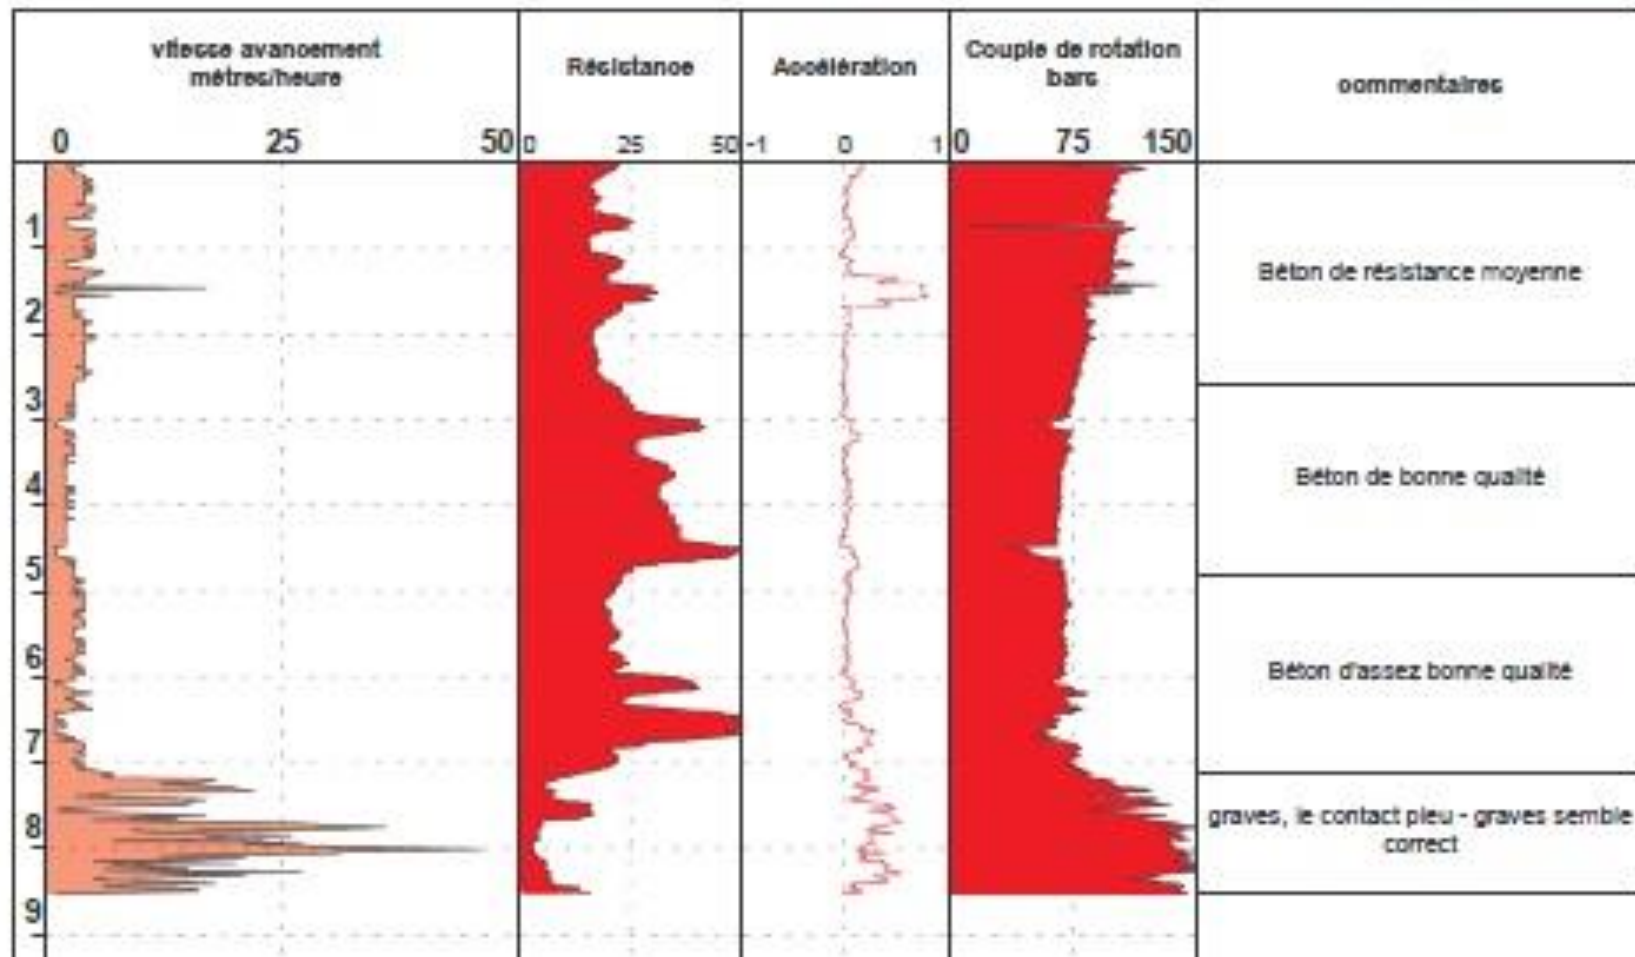 vitesse avancement
mètres/heure
Résistance
Accélération
Couple de rotation
bars
commentaires
0 25 50
0 25 50
-1 0 1
0 75 150
1
Béton de résistance moyenne
2
3
4
Béton de bonne qualité
5
6
Béton d'assez bonne qualité
7
8
graves, le contact pieu - graves semble
correct
9